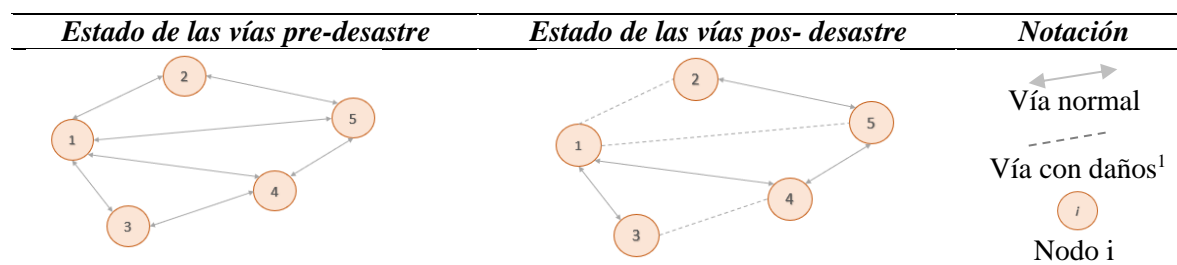 Estado de las vías pre-desastre
Estado de las vías pos- desastre
Notación
2
5
1
4
3
2
5
1
4
3
Vía normal
Vía con daños1
i
Nodo i